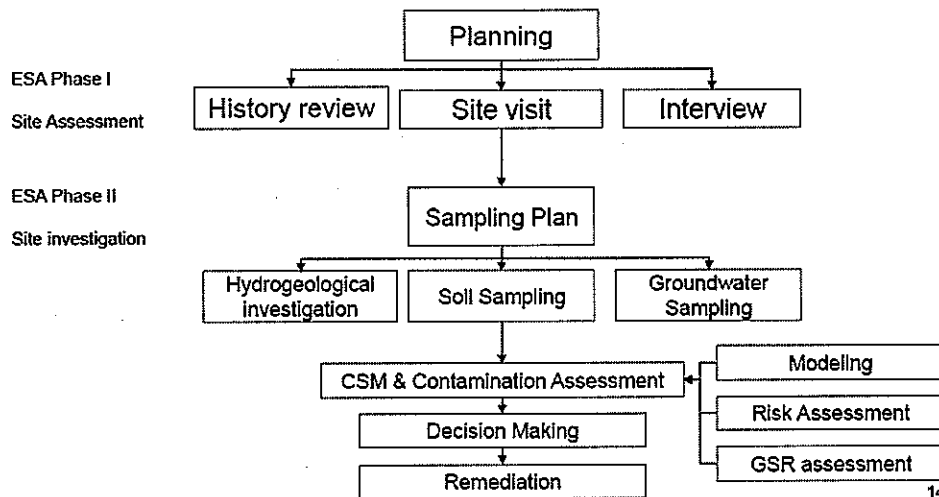 Planning
ESA Phase I
Site Assessment
History review
Site visit
Interview
ESA Phase II
Site investigation
Sampling Plan
Hydrogeological
investigation
Soil Sampling
Groundwater
Sampling
CSM & Contamination Assessment
Modeling
Risk Assessment
GSR assessment
Decision Making
Remediation